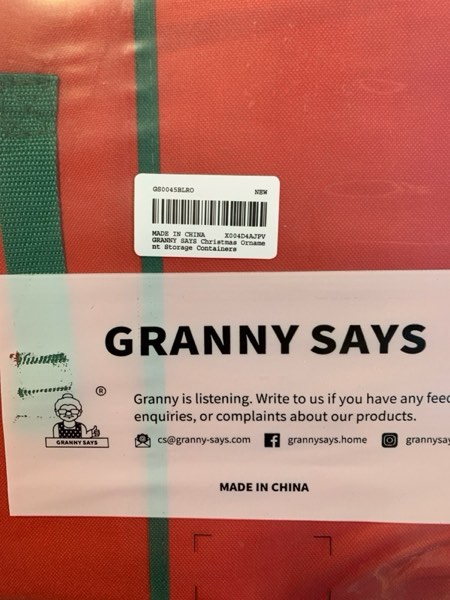 GS0045BLRO NEW
MADE IN CHINA X004D4AJPV
GRANNY SAYS Christmas Orname
nt Storage Containers
GRANNY SAYS
®
GRANNY SAYS
Granny is listening. Write to us if you have any feed
enquiries, or complaints about our products.
cs@granny-says.com grannysays.home grannysay
MADE IN CHINA